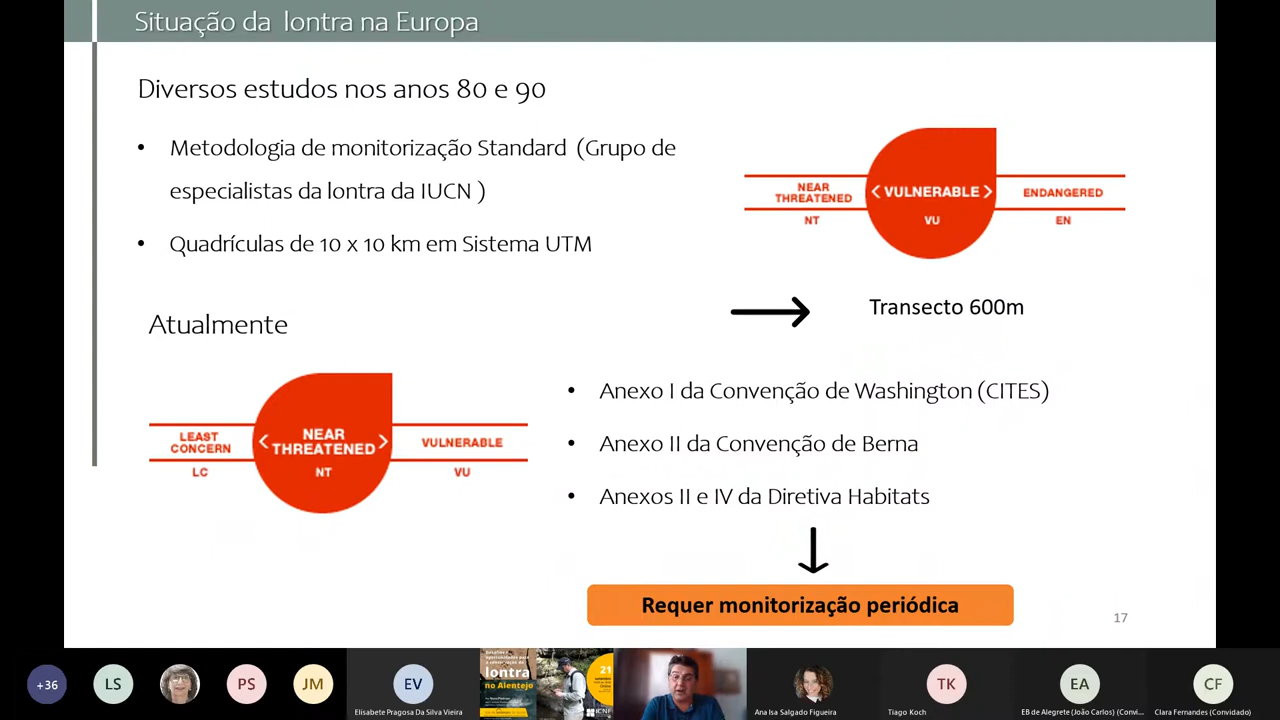 Situação da lontra na Europa
Diversos estudos nos anos 80 e 90
• Metodologia de monitorização Standard (Grupo de
especialistas da lontra da IUCN )
• Quadrículas de 10 x 10 km em Sistema UTM
NEAR
THREATENED
NT
< VULNERABLE >
VU
ENDANGERED
EN
Transecto 600m
Atualmente
LEAST
CONCERN
LC
< NEAR
THREATENED >
NT
VULNERABLE
VU
• Anexo I da Convenção de Washington (CITES)
• Anexo II da Convenção de Berna
• Anexos II e IV da Diretiva Habitats
Requer monitorização periódica
17
+36
LS
PS
JM
EV
Elisabete Pragosa Da Silva Vieira
lontra
no Alentejo
21
ICNF
Ana Isa Salgado Figueira
TK
Tiago Koch
EA
EB de Alegrete (João Carlos) (Convi...
CF
Clara Fernandes (Convidado)